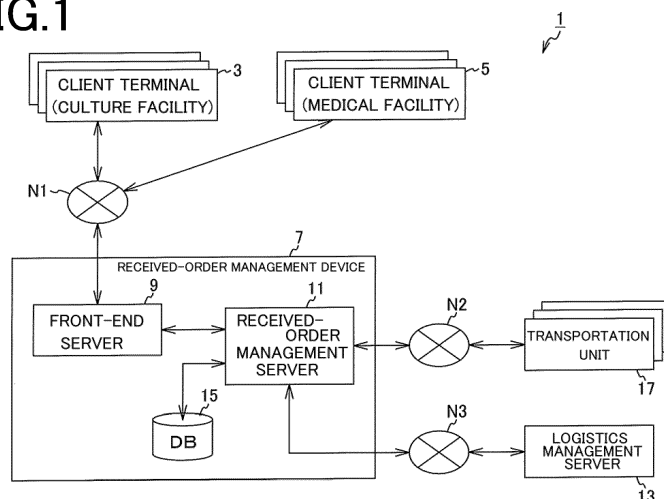 IG.1
1
CLIENT TERMINAL
(CULTURE FACILITY)
3
CLIENT TERMINAL
(MEDICAL FACILITY)
5
N1
7
RECEIVED-ORDER MANAGEMENT DEVICE
9
FRONT-END
SERVER
11
RECEIVED-
ORDER
MANAGEMENT
SERVER
15
DB
N2
TRANSPORTATION
UNIT
17
N3
LOGISTICS
MANAGEMENT
SERVER
13